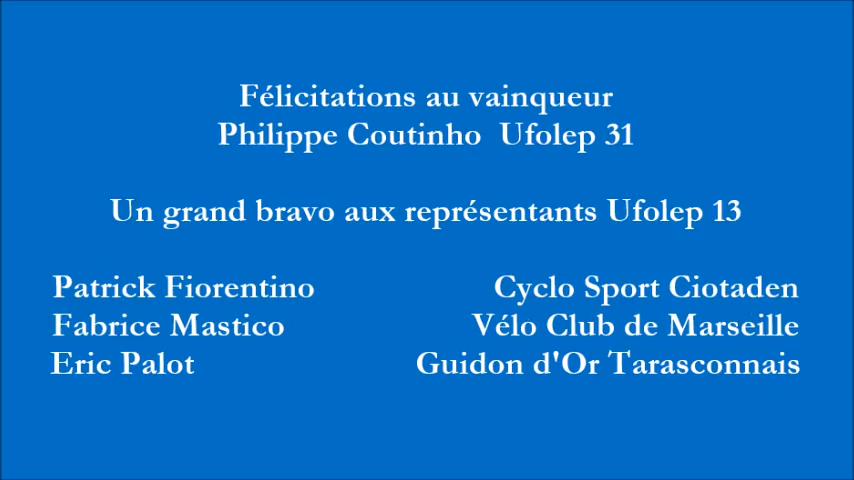 Félicitations au vainqueur
Philippe Coutinho Ufolep 31
Un grand bravo aux représentants Ufolep 13
Patrick Fiorentino Cyclo Sport Ciotaden
Fabrice Mastico Vélo Club de Marseille
Eric Palot Guidon d'Or Tarasconnais